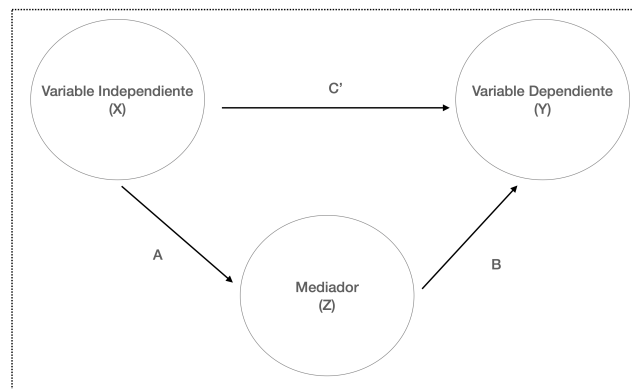 Variable Independiente
(X)
C’
Variable Dependiente
(Y)
A
B
Mediador
(Z)